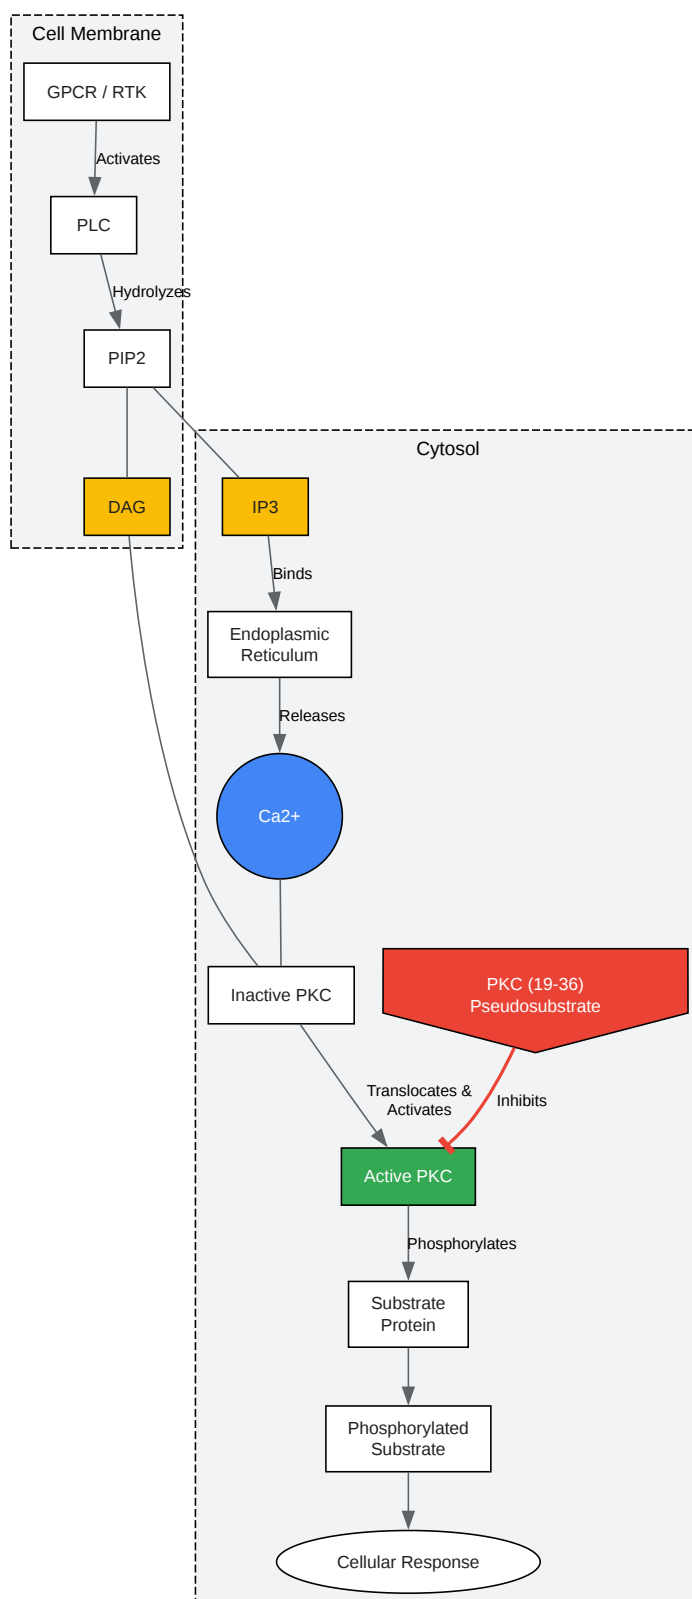 Cell Membrane
GPCR / RTK
Activates
PLC
Hydrolyzes
PIP2
Cytosol
DAG
IP3
Binds
Endoplasmic
Reticulum
Releases
Ca2+
Inactive PKC
PKC (19-36)
Pseudosubstrate
Translocates &
Activates
Inhibits
Active PKC
Phosphorylates
Substrate
Protein
Phosphorylated
Substrate
Cellular Response